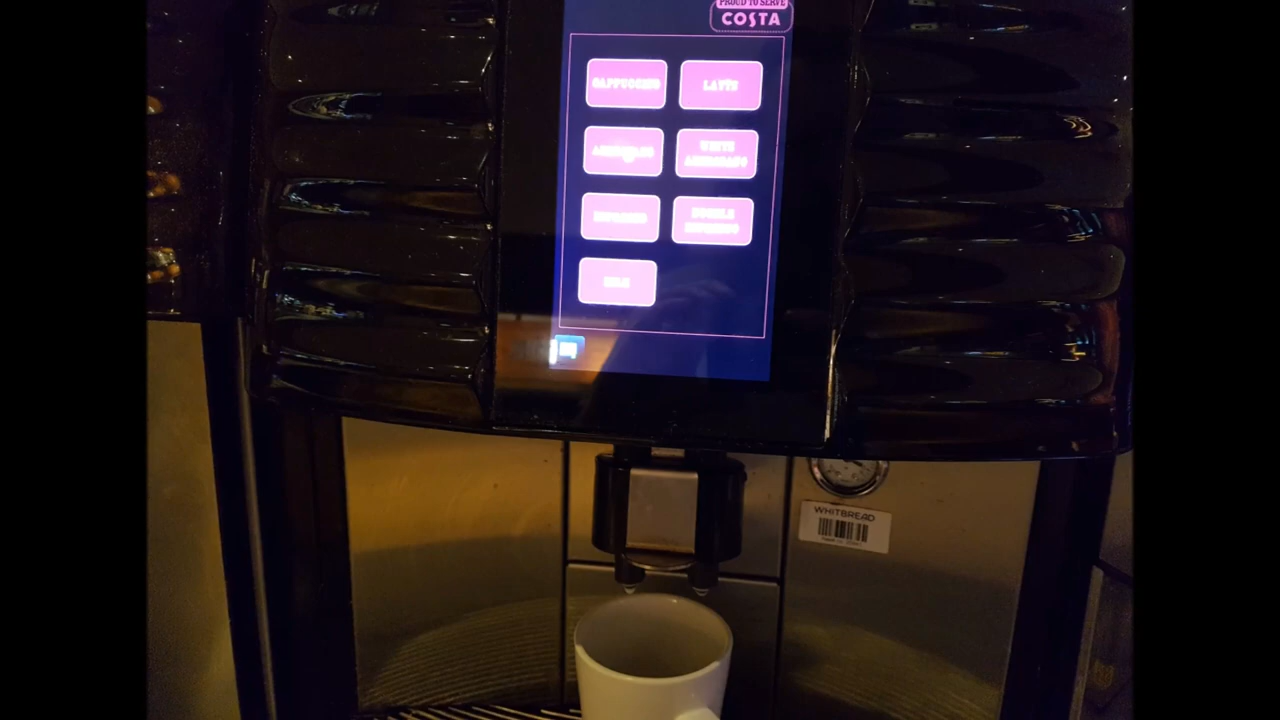 PROUD TO SERVE
COSTA
CAPPUCCINO
LATTE
AMERICANO
WHITE
AMERICANO
ESPRESSO
DOUBLE
ESPRESSO
MILK
WHITBREAD